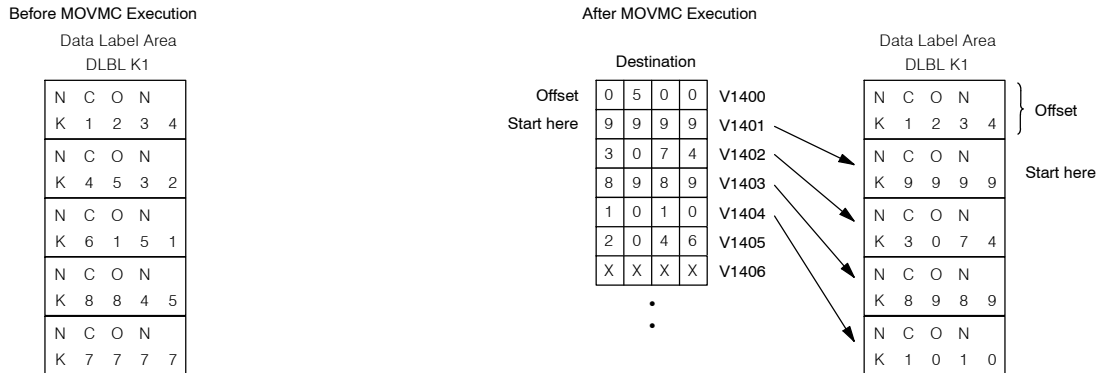 Before MOVMC Execution
Data Label Area
DLBL K1
N C O N
K 1 2 3 4
N C O N
K 4 5 3 2
N C O N
K 6 1 5 1
N C O N
K 8 8 4 5
N C O N
K 7 7 7 7
After MOVMC Execution
Destination
Offset 0 5 0 0 V1400
Start here 9 9 9 9 V1401
3 0 7 4 V1402
8 9 8 9 V1403
1 0 1 0 V1404
2 0 4 6 V1405
X X X X V1406
Data Label Area
DLBL K1
N C O N
K 1 2 3 4
Offset
N C O N
K 9 9 9 9
Start here
N C O N
K 3 0 7 4
N C O N
K 8 9 8 9
N C O N
K 1 0 1 0